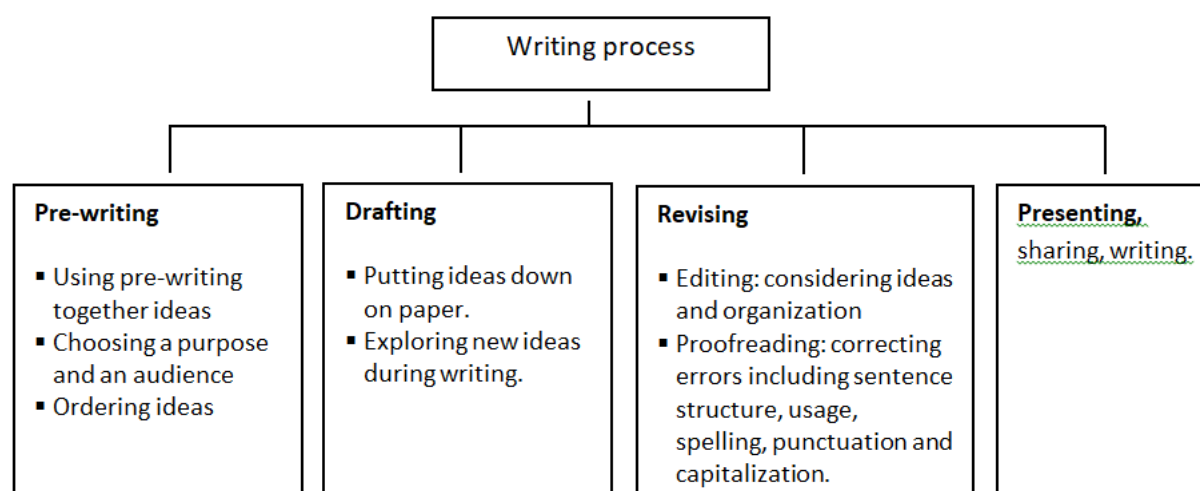 Writing process
Pre-writing
▪ Using pre-writing
together ideas
▪ Choosing a purpose
and an audience
▪ Ordering ideas
Drafting
▪ Putting ideas down
on paper.
▪ Exploring new ideas
during writing.
Revising
▪ Editing: considering ideas
and organization
▪ Proofreading: correcting
errors including sentence
structure, usage,
spelling, punctuation and
capitalization.
Presenting,
sharing, writing.